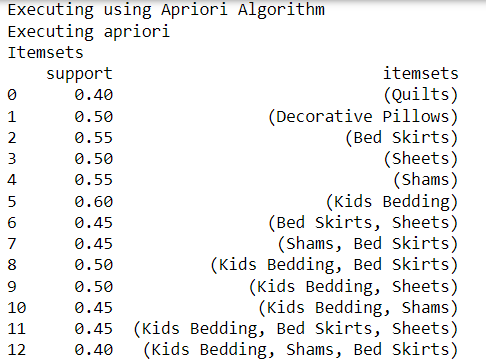 Executing using Apriori Algorithm
Executing apriori
Itemsets
support itemsets
0 0.40 (Quilts)
1 0.50 (Decorative Pillows)
2 0.55 (Bed Skirts)
3 0.50 (Sheets)
4 0.55 (Shams)
5 0.60 (Kids Bedding)
6 0.45 (Bed Skirts, Sheets)
7 0.45 (Shams, Bed Skirts)
8 0.50 (Kids Bedding, Bed Skirts)
9 0.50 (Kids Bedding, Sheets)
10 0.45 (Kids Bedding, Shams)
11 0.45 (Kids Bedding, Bed Skirts, Sheets)
12 0.40 (Kids Bedding, Shams, Bed Skirts)